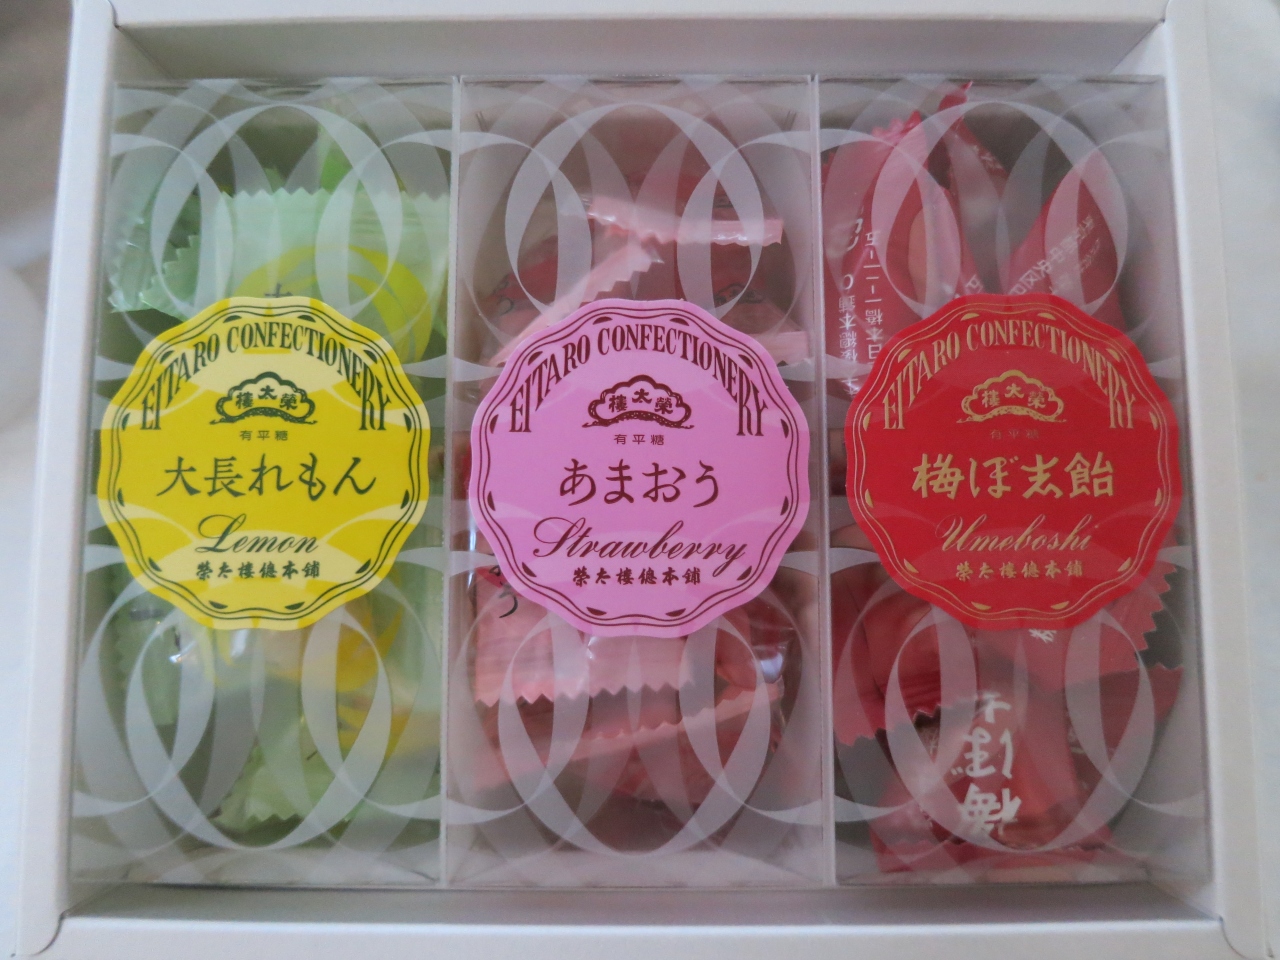 EITARO CONFECTIONERY
榮太樓
有平糖
大長れもん
Lemon
榮太樓總本鋪
EITARO CONFECTIONERY
榮太樓
有平糖
あまおう
Strawberry
榮太樓總本鋪
EITARO CONFECTIONERY
榮太樓
有平糖
梅ぼ志飴
Umeboshi
榮太樓總本鋪